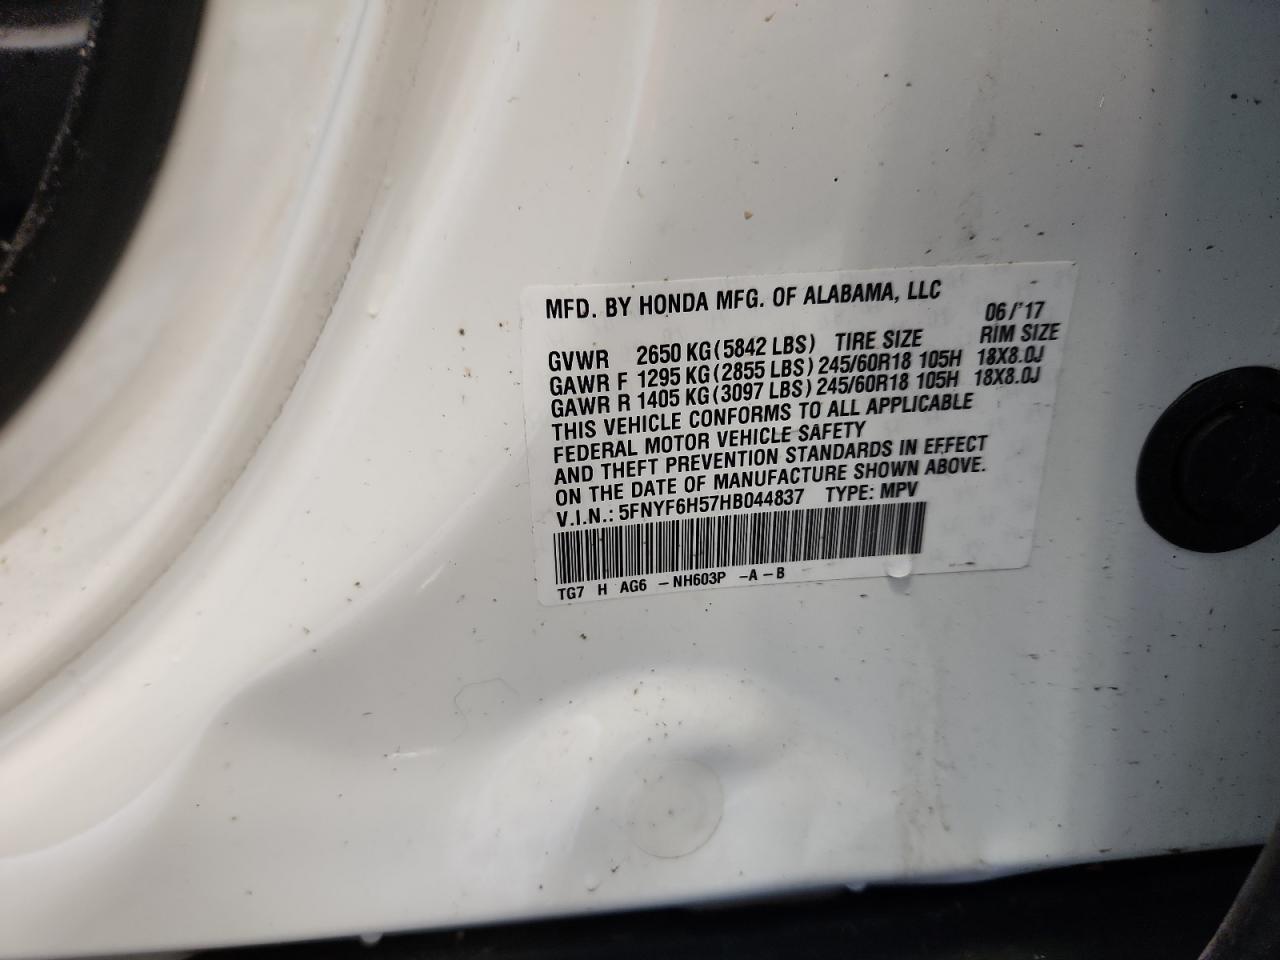 MFD. BY HONDA MFG. OF ALABAMA, LLC
06/'17
GVWR 2650 KG (5842 LBS) TIRE SIZE RIM SIZE
GAWR F 1295 KG (2855 LBS) 245/60R18 105H 18X8.0J
GAWR R 1405 KG (3097 LBS) 245/60R18 105H 18X8.0J
THIS VEHICLE CONFORMS TO ALL APPLICABLE
FEDERAL MOTOR VEHICLE SAFETY
AND THEFT PREVENTION STANDARDS IN EFFECT
ON THE DATE OF MANUFACTURE SHOWN ABOVE.
V.I.N.: 5FNYF6H57HB044837 TYPE: MPV
TG7 H AG6 - NH603P - A - B